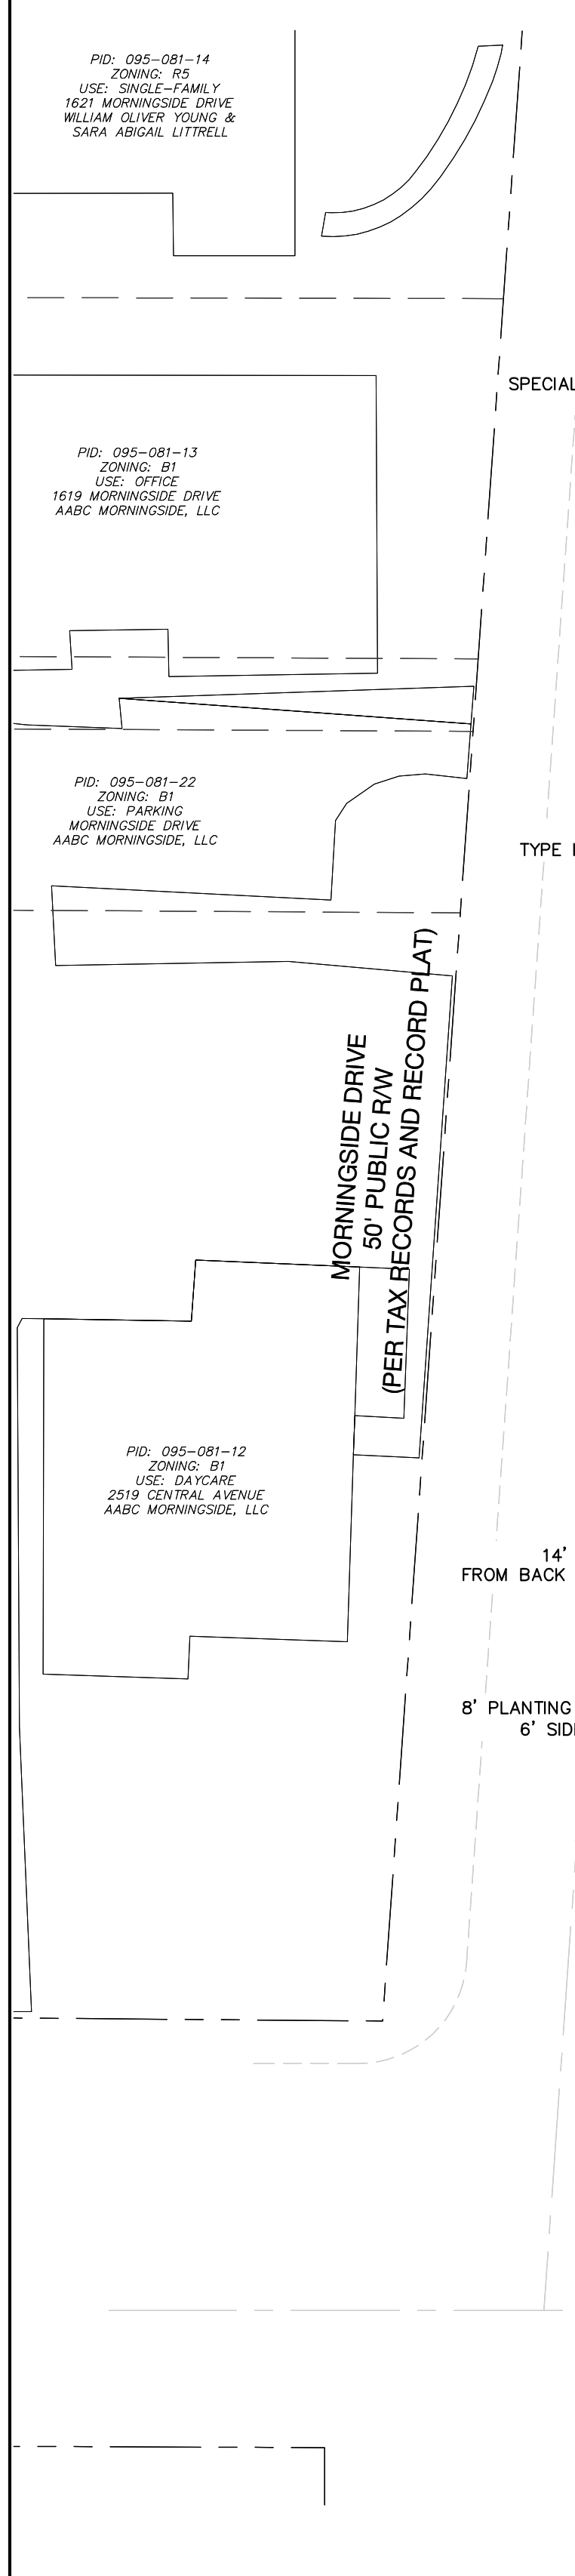 PID: 095-081-14
ZONING: R5
USE: SINGLE-FAMILY
1621 MORNINGSIDE DRIVE
WILLIAM OLIVER YOUNG &
SARA ABIGAIL LITTRELL
SPECIAL
PID: 095-081-13
ZONING: B1
USE: OFFICE
1619 MORNINGSIDE DRIVE
AABC MORNINGSIDE, LLC
PID: 095-081-22
ZONING: B1
USE: PARKING
MORNINGSIDE DRIVE
AABC MORNINGSIDE, LLC
TYPE
MORNINGSIDE DRIVE
50' PUBLIC R/W
(PER TAX RECORDS AND RECORD PLAT)
PID: 095-081-12
ZONING: B1
USE: DAYCARE
2519 CENTRAL AVENUE
AABC MORNINGSIDE, LLC
14'
FROM BACK
8' PLANTING
6'